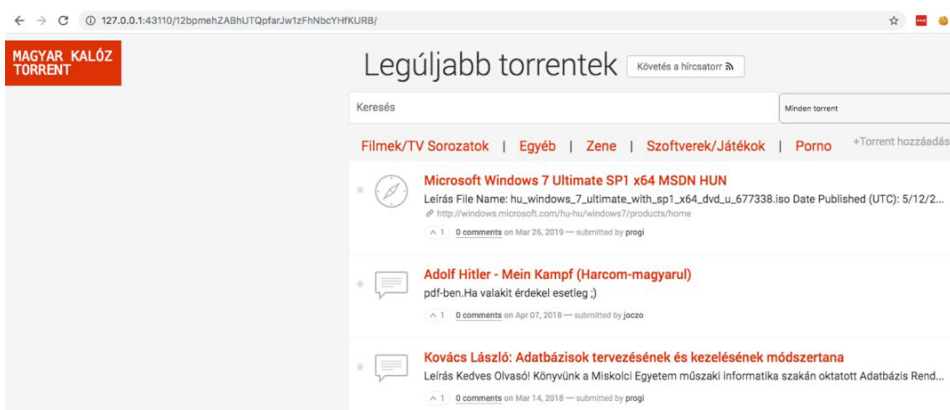 127.0.0.1:43110/12bpmehZABhUTQpfarJw1zFhNbcYHfKURB/
MAGYAR KALÓZ
TORRENT
Legúljabb torrentek
Követés a hírcsatorr
Keresés
Minden torrent
Filmek/TV Sorozatok | Egyéb | Zene | Szoftverek/Játékok | Porno +Torrent hozzáadás
Microsoft Windows 7 Ultimate SP1 x64 MSDN HUN
Leírás File Name: hu_windows_7_ultimate_with_sp1_x64_dvd_u_677338.iso Date Published (UTC): 5/12/2...
http://windows.microsoft.com/hu-hu/windows7/products/home
1 0 comments on Mar 26, 2019 — submitted by progi
Adolf Hitler - Mein Kampf (Harcom-magyarul)
pdf-ben.Ha valakit érdekel esetleg ;)
1 0 comments on Apr 07, 2018 — submitted by joczo
Kovács László: Adatbázisok tervezésének és kezelésének módszertana
Leírás Kedves Olvasó! Könyvünk a Miskolci Egyetem műszaki informatika szakán oktatott Adatbázis Rend...
1 0 comments on Mar 14, 2018 — submitted by progi